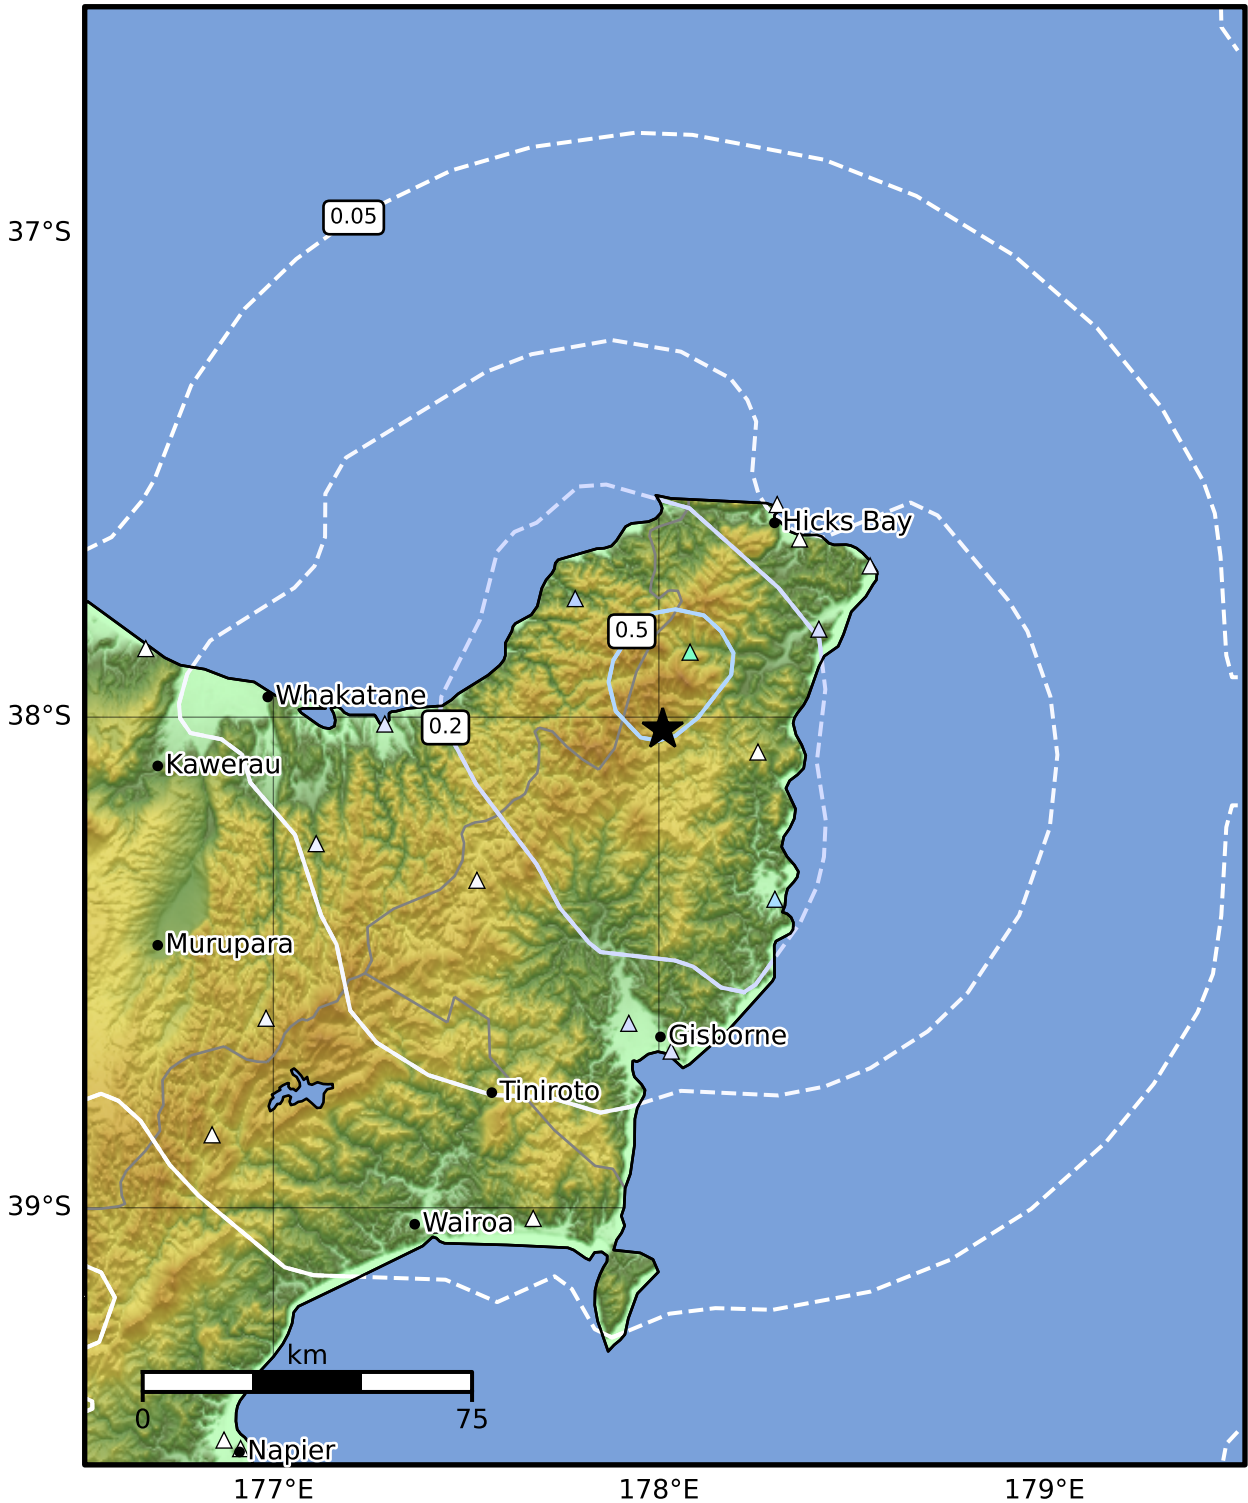 37°S
0.05
Hicks Bay
0.5
Whakatane
38°S
0.2
Kawerau
Murupara
Gisborne
Tiniroto
39°S
Wairoa
km
0
75
Napier
177°E
178°E
179°E